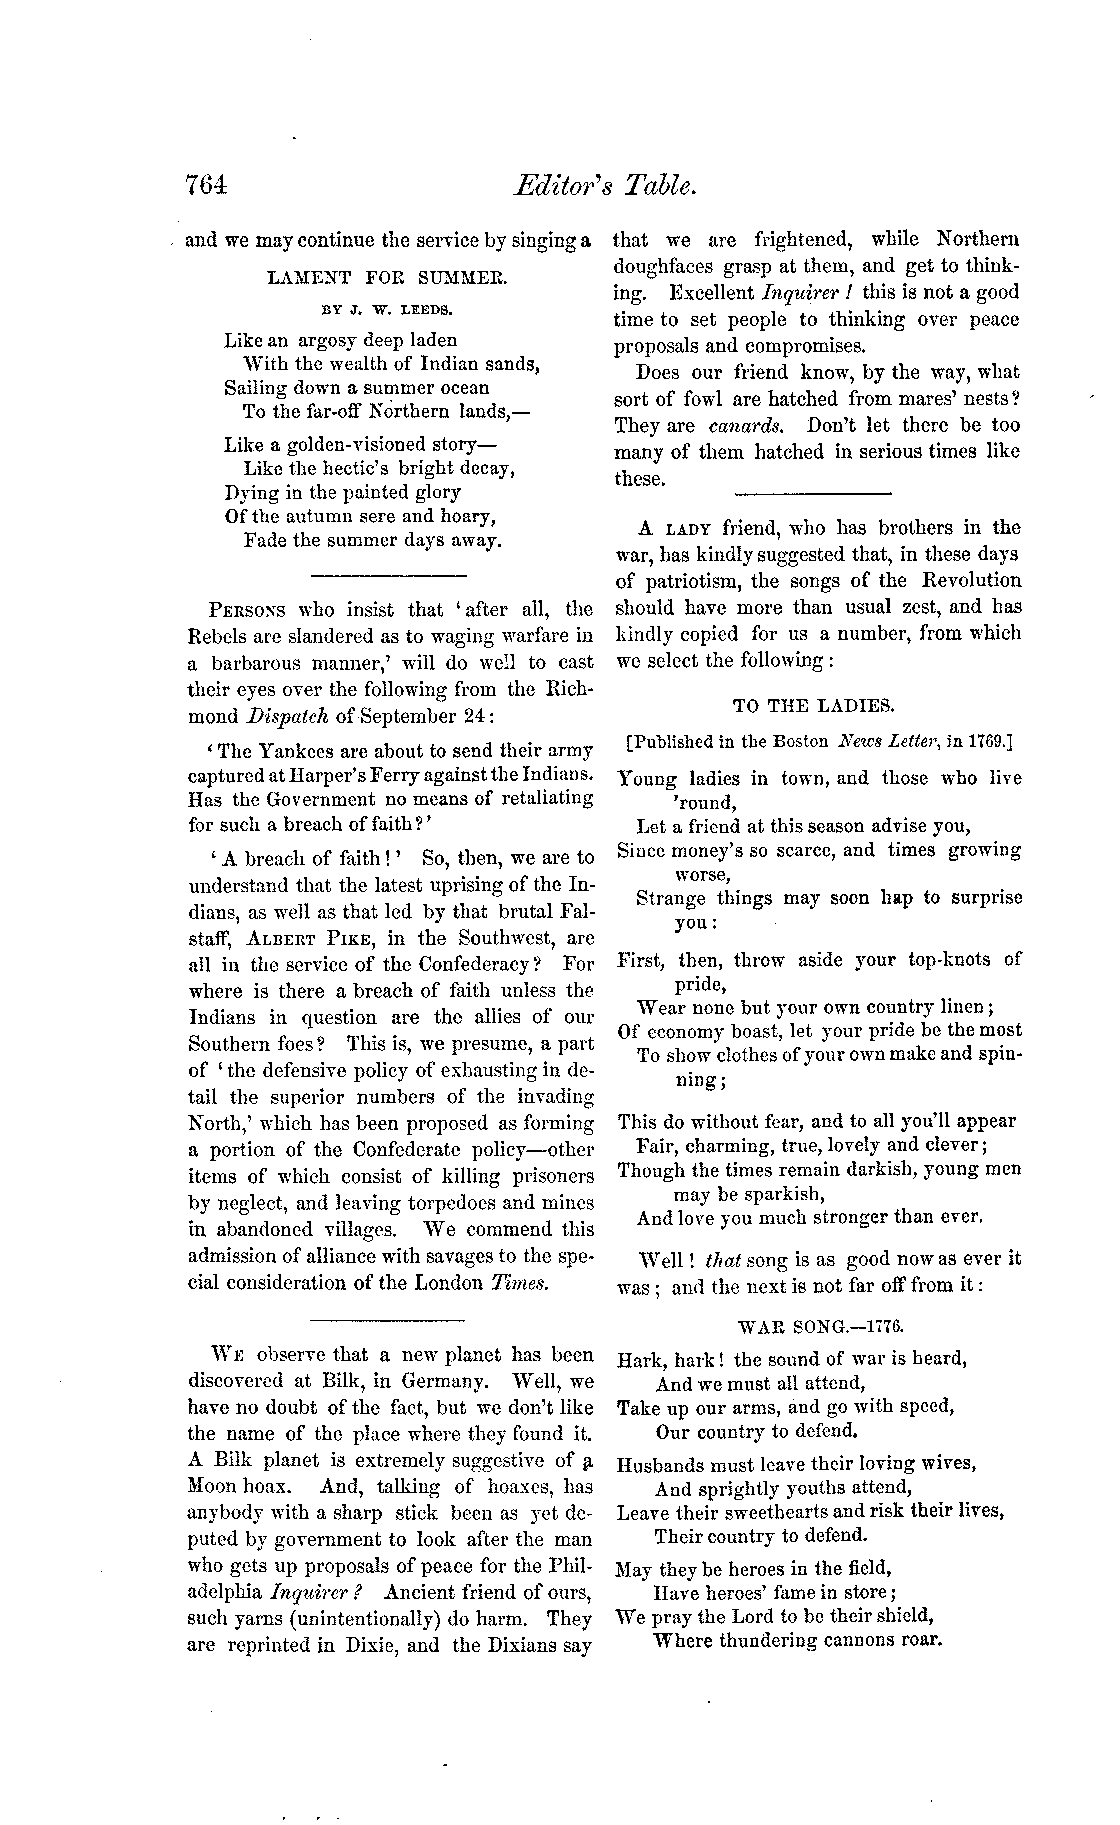 764 Editor's Table.
and we may continue the service by singing a
LAMENT FOR SUMMER.
BY J. W. LEEDS.
Like an argosy deep laden
With the wealth of Indian sands,
Sailing down a summer ocean
To the far-off Northern lands,—
Like a golden-visioned story—
Like the hectic's bright decay,
Dying in the painted glory
Of the autumn sere and hoary,
Fade the summer days away.
PERSONS who insist that 'after all, the
Rebels are slandered as to waging warfare in
a barbarous manner,' will do well to cast
their eyes over the following from the Rich-
mond Dispatch of September 24:
'The Yankees are about to send their army
captured at Harper's Ferry against the Indians.
Has the Government no means of retaliating
for such a breach of faith?'
'A breach of faith!' So, then, we are to
understand that the latest uprising of the In-
dians, as well as that led by that brutal Fal-
staff, ALBERT PIKE, in the Southwest, are
all in the service of the Confederacy? For
where is there a breach of faith unless the
Indians in question are the allies of our
Southern foes? This is, we presume, a part
of 'the defensive policy of exhausting in de-
tail the superior numbers of the invading
North,' which has been proposed as forming
a portion of the Confederate policy—other
items of which consist of killing prisoners
by neglect, and leaving torpedoes and mines
in abandoned villages. We commend this
admission of alliance with savages to the spe-
cial consideration of the London Times.
WE observe that a new planet has been
discovered at Bilk, in Germany. Well, we
have no doubt of the fact, but we don't like
the name of the place where they found it.
A Bilk planet is extremely suggestive of a
Moon hoax. And, talking of hoaxes, has
anybody with a sharp stick been as yet de-
puted by government to look after the man
who gets up proposals of peace for the Phil-
adelphia Inquirer? Ancient friend of ours,
such yarns (unintentionally) do harm. They
are reprinted in Dixie, and the Dixians say
that we are frightened, while Northern
doughfaces grasp at them, and get to think-
ing. Excellent Inquirer! this is not a good
time to set people to thinking over peace
proposals and compromises.
Does our friend know, by the way, what
sort of fowl are hatched from mares' nests?
They are canards. Don't let there be too
many of them hatched in serious times like
these.
A LADY friend, who has brothers in the
war, has kindly suggested that, in these days
of patriotism, the songs of the Revolution
should have more than usual zest, and has
kindly copied for us a number, from which
we select the following:
TO THE LADIES.
[Published in the Boston News Letter, in 1769.]
Young ladies in town, and those who live
'round,
Let a friend at this season advise you,
Since money's so scarce, and times growing
worse,
Strange things may soon hap to surprise
you:
First, then, throw aside your top-knots of
pride,
Wear none but your own country linen;
Of economy boast, let your pride be the most
To show clothes of your own make and spin-
ning;
This do without fear, and to all you'll appear
Fair, charming, true, lovely and clever;
Though the times remain darkish, young men
may be sparkish,
And love you much stronger than ever.
Well! that song is as good now as ever it
was; and the next is not far off from it:
WAR SONG.—1776.
Hark, hark! the sound of war is heard,
And we must all attend,
Take up our arms, and go with speed,
Our country to defend.
Husbands must leave their loving wives,
And sprightly youths attend,
Leave their sweethearts and risk their lives,
Their country to defend.
May they be heroes in the field,
Have heroes' fame in store;
We pray the Lord to be their shield,
Where thundering cannons roar.